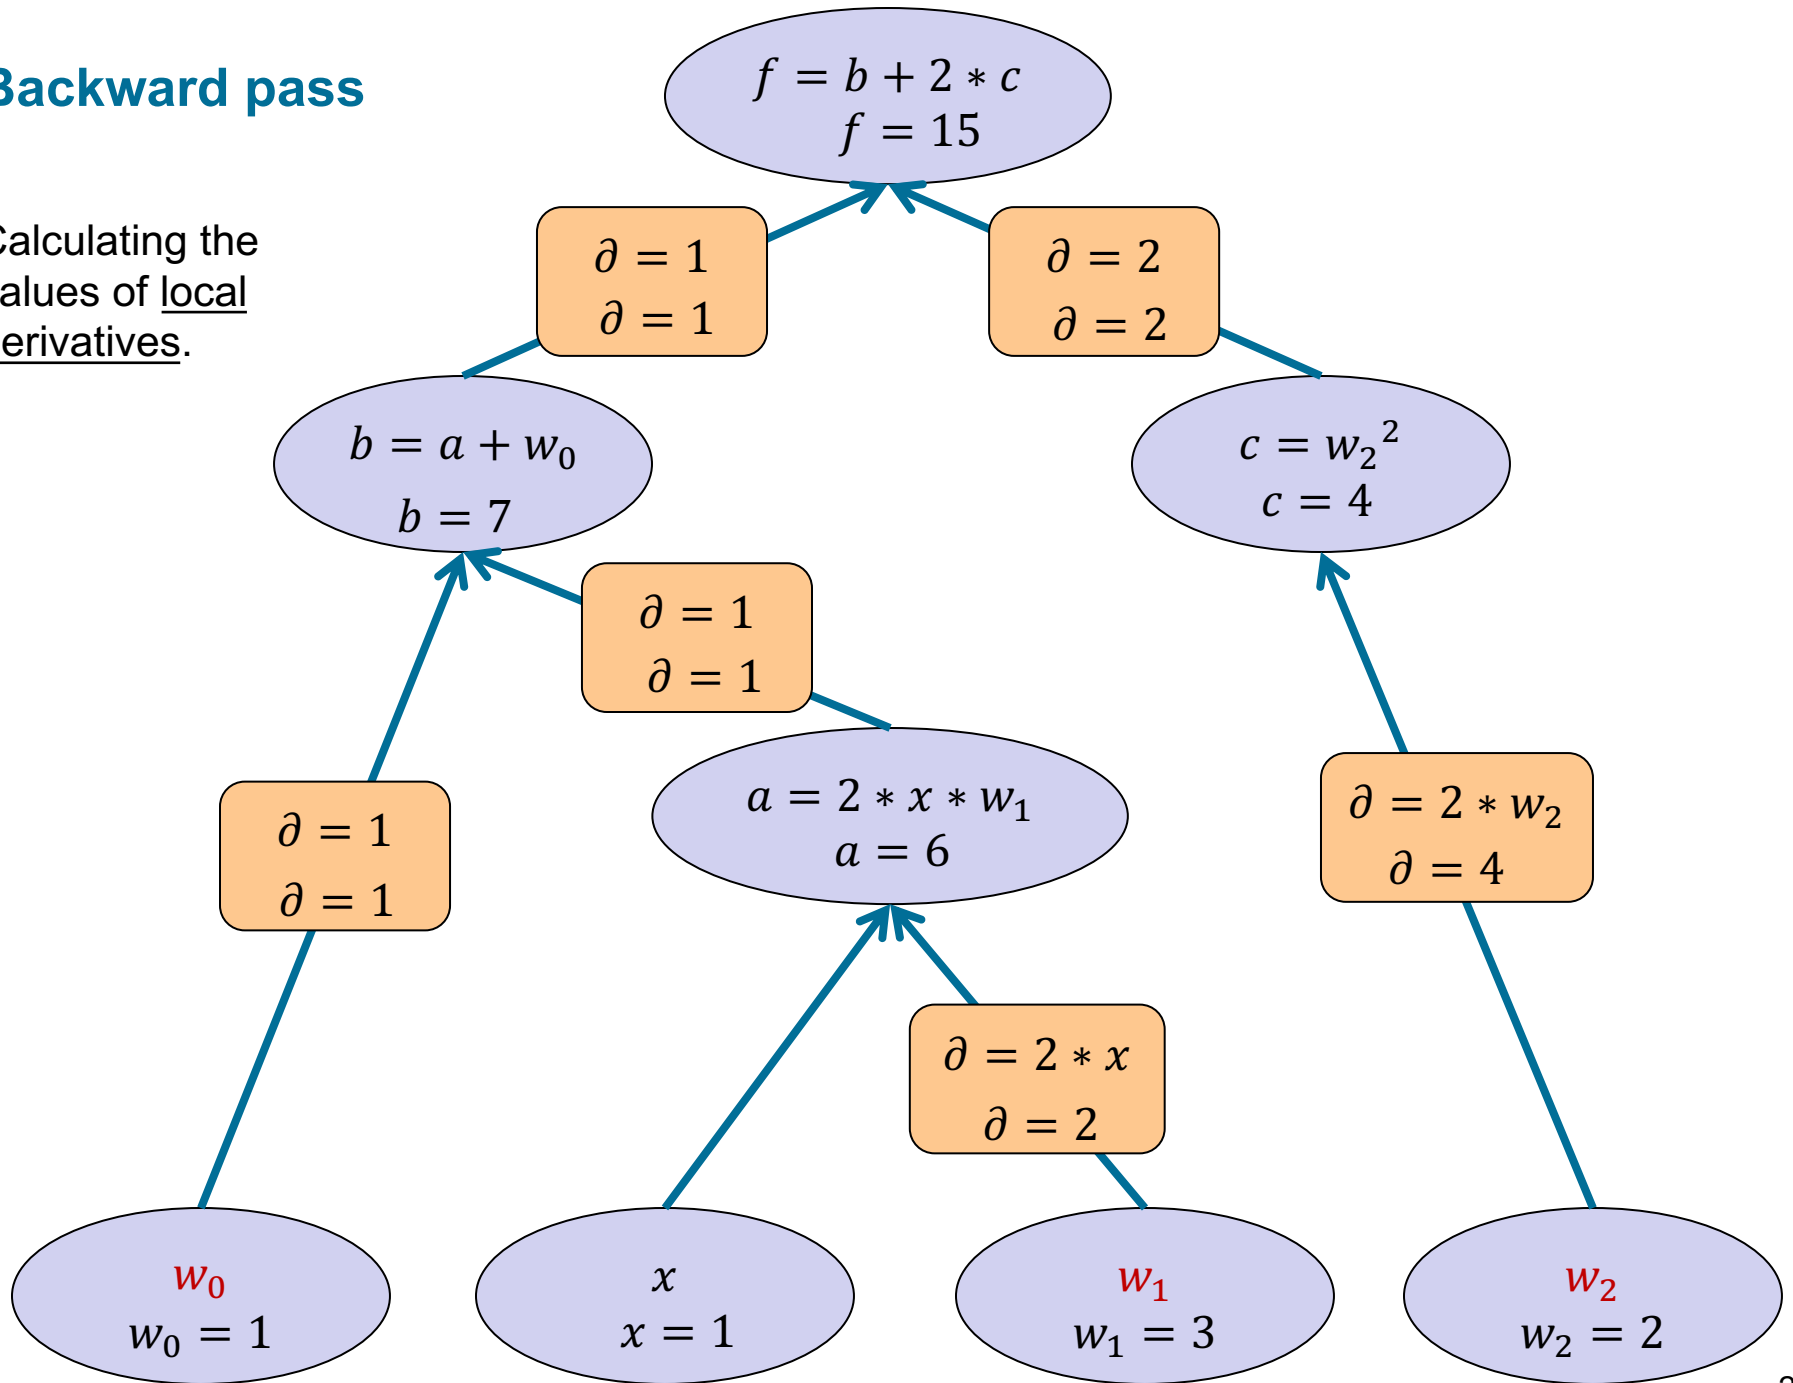 Backward pass
Calculating the
values of local
derivatives.
f = b + 2 ∗ c
f = 15
∂ = 1
∂ = 1
∂ = 2
∂ = 2
b = a + w₀
b = 7
c = w₂²
c = 4
∂ = 1
∂ = 1
∂ = 1
∂ = 1
a = 2 ∗ x ∗ w₁
a = 6
∂ = 2 ∗ w₂
∂ = 4
∂ = 2 ∗ x
∂ = 2
w₀
w₀ = 1
x
x = 1
w₁
w₁ = 3
w₂
w₂ = 2